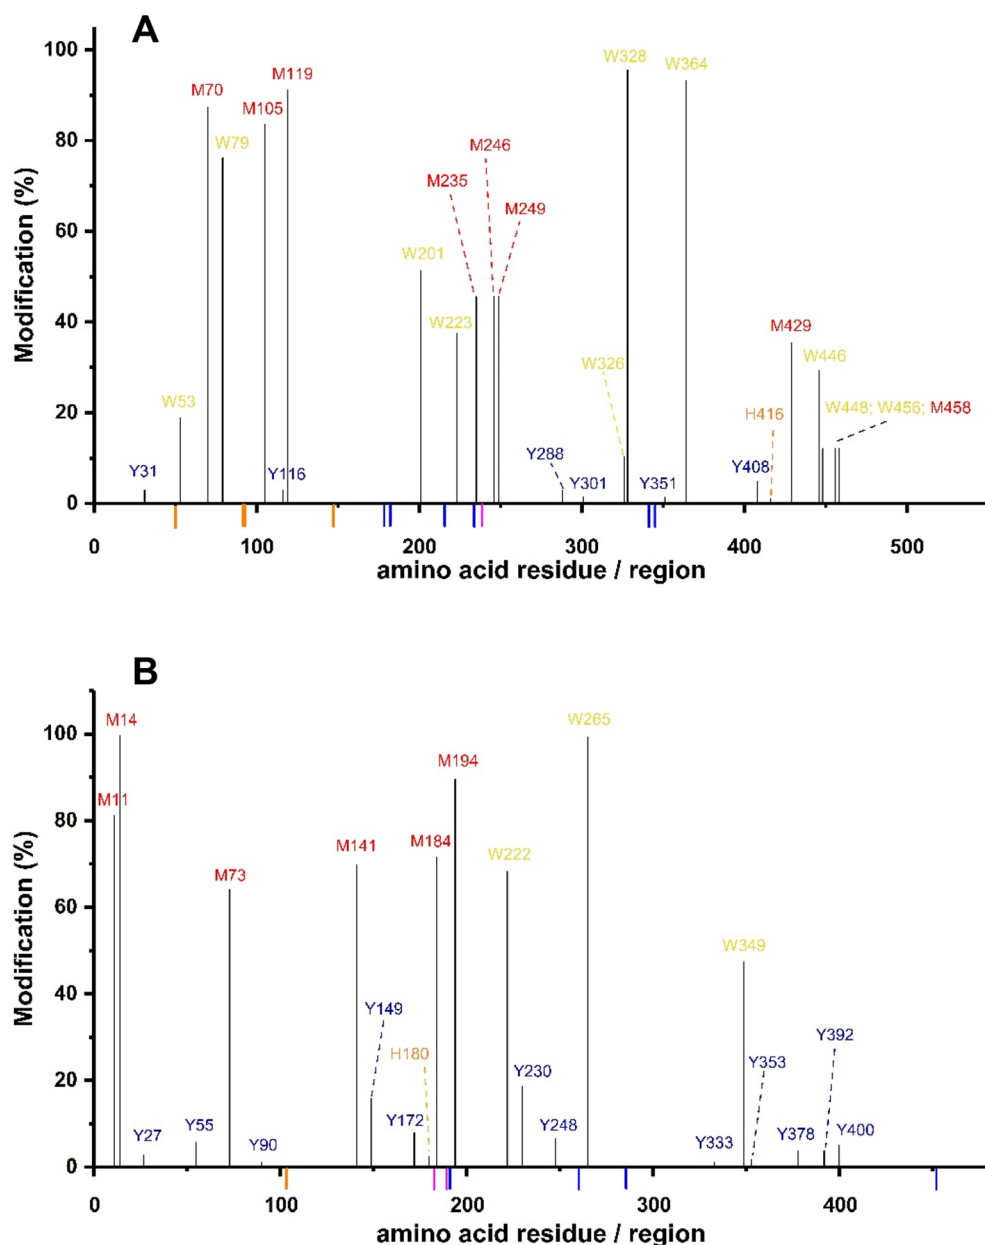 A
100
80
60
40
20
0
Modification (%)
M119
M70
M105
W79
W328
W364
M246
M235
M249
W201
W223
W326
M429
W446
W53
W448; W456; M458
H416
Y31
Y116
Y288
Y301
Y351
Y408
0 100 200 300 400 500
amino acid residue / region
B
100
80
60
40
20
0
Modification (%)
M14
W265
M194
M11
M141
M184
W222
M73
W349
Y149
H180
Y392
Y230
Y353
Y27
Y55
Y90
Y172
Y248
Y333
Y378
Y400
0 100 200 300 400
amino acid residue / region